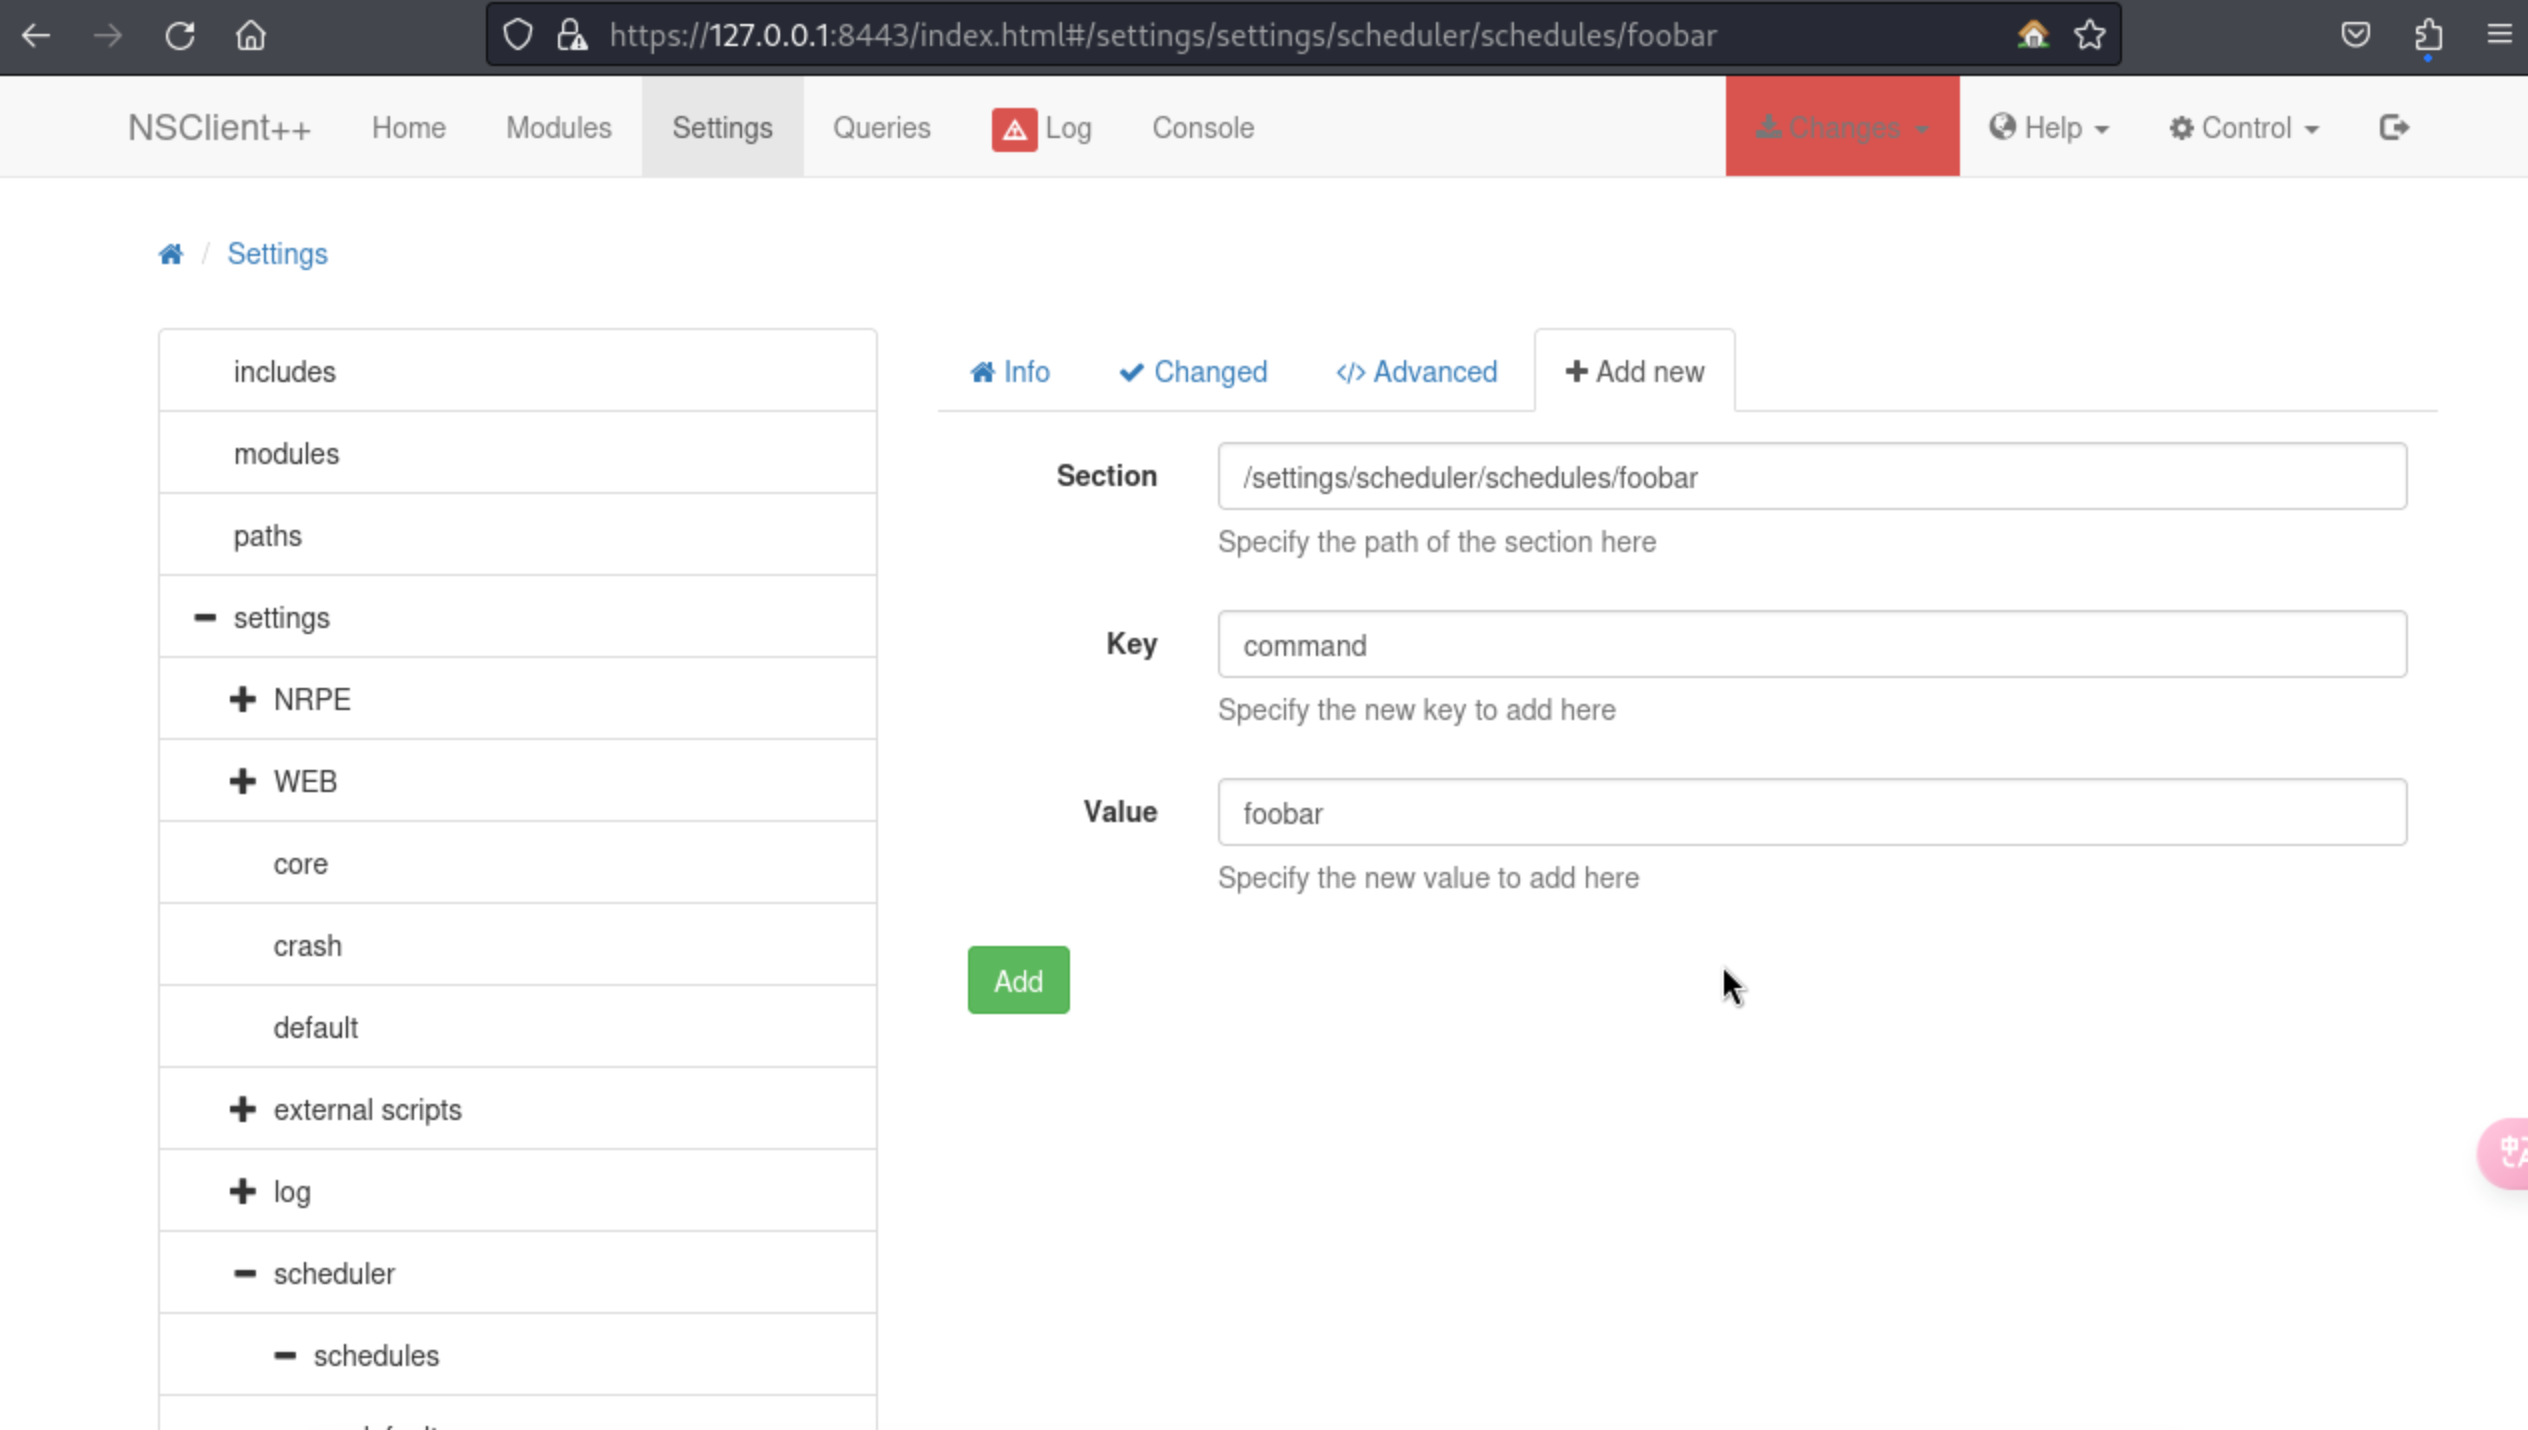 https://127.0.0.1:8443/index.html#/settings/settings/scheduler/schedules/foobar
NSClient++ Home Modules Settings Queries Log Console Changes Help Control
/ Settings
includes
modules
paths
settings
NRPE
WEB
core
crash
default
external scripts
log
scheduler
schedules
Info Changed Advanced Add new
Section /settings/scheduler/schedules/foobar
Specify the path of the section here
Key command
Specify the new key to add here
Value foobar
Specify the new value to add here
Add
中